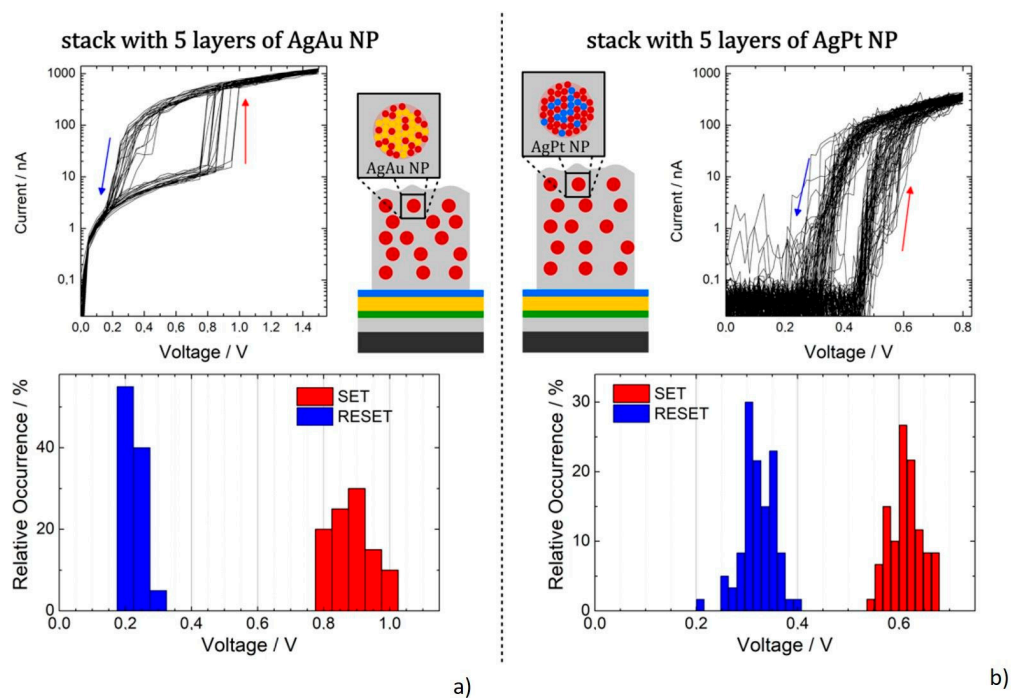 stack with 5 layers of AgAu NP
1000
100
10
1
0,1
Current / nA
0,0 0,2 0,4 0,6 0,8 1,0 1,2 1,4
Voltage / V
AgAu NP
Relative Occurrence / %
40
20
0
SET
RESET
0.0 0.2 0.4 0.6 0.8 1.0
Voltage / V
a)
stack with 5 layers of AgPt NP
AgPt NP
1000
100
10
1
0,1
Current / nA
0,0 0,2 0,4 0,6 0,8
Voltage / V
Relative Occurrence / %
30
20
10
0
SET
RESET
0.0 0.2 0.4 0.6
Voltage / V
b)